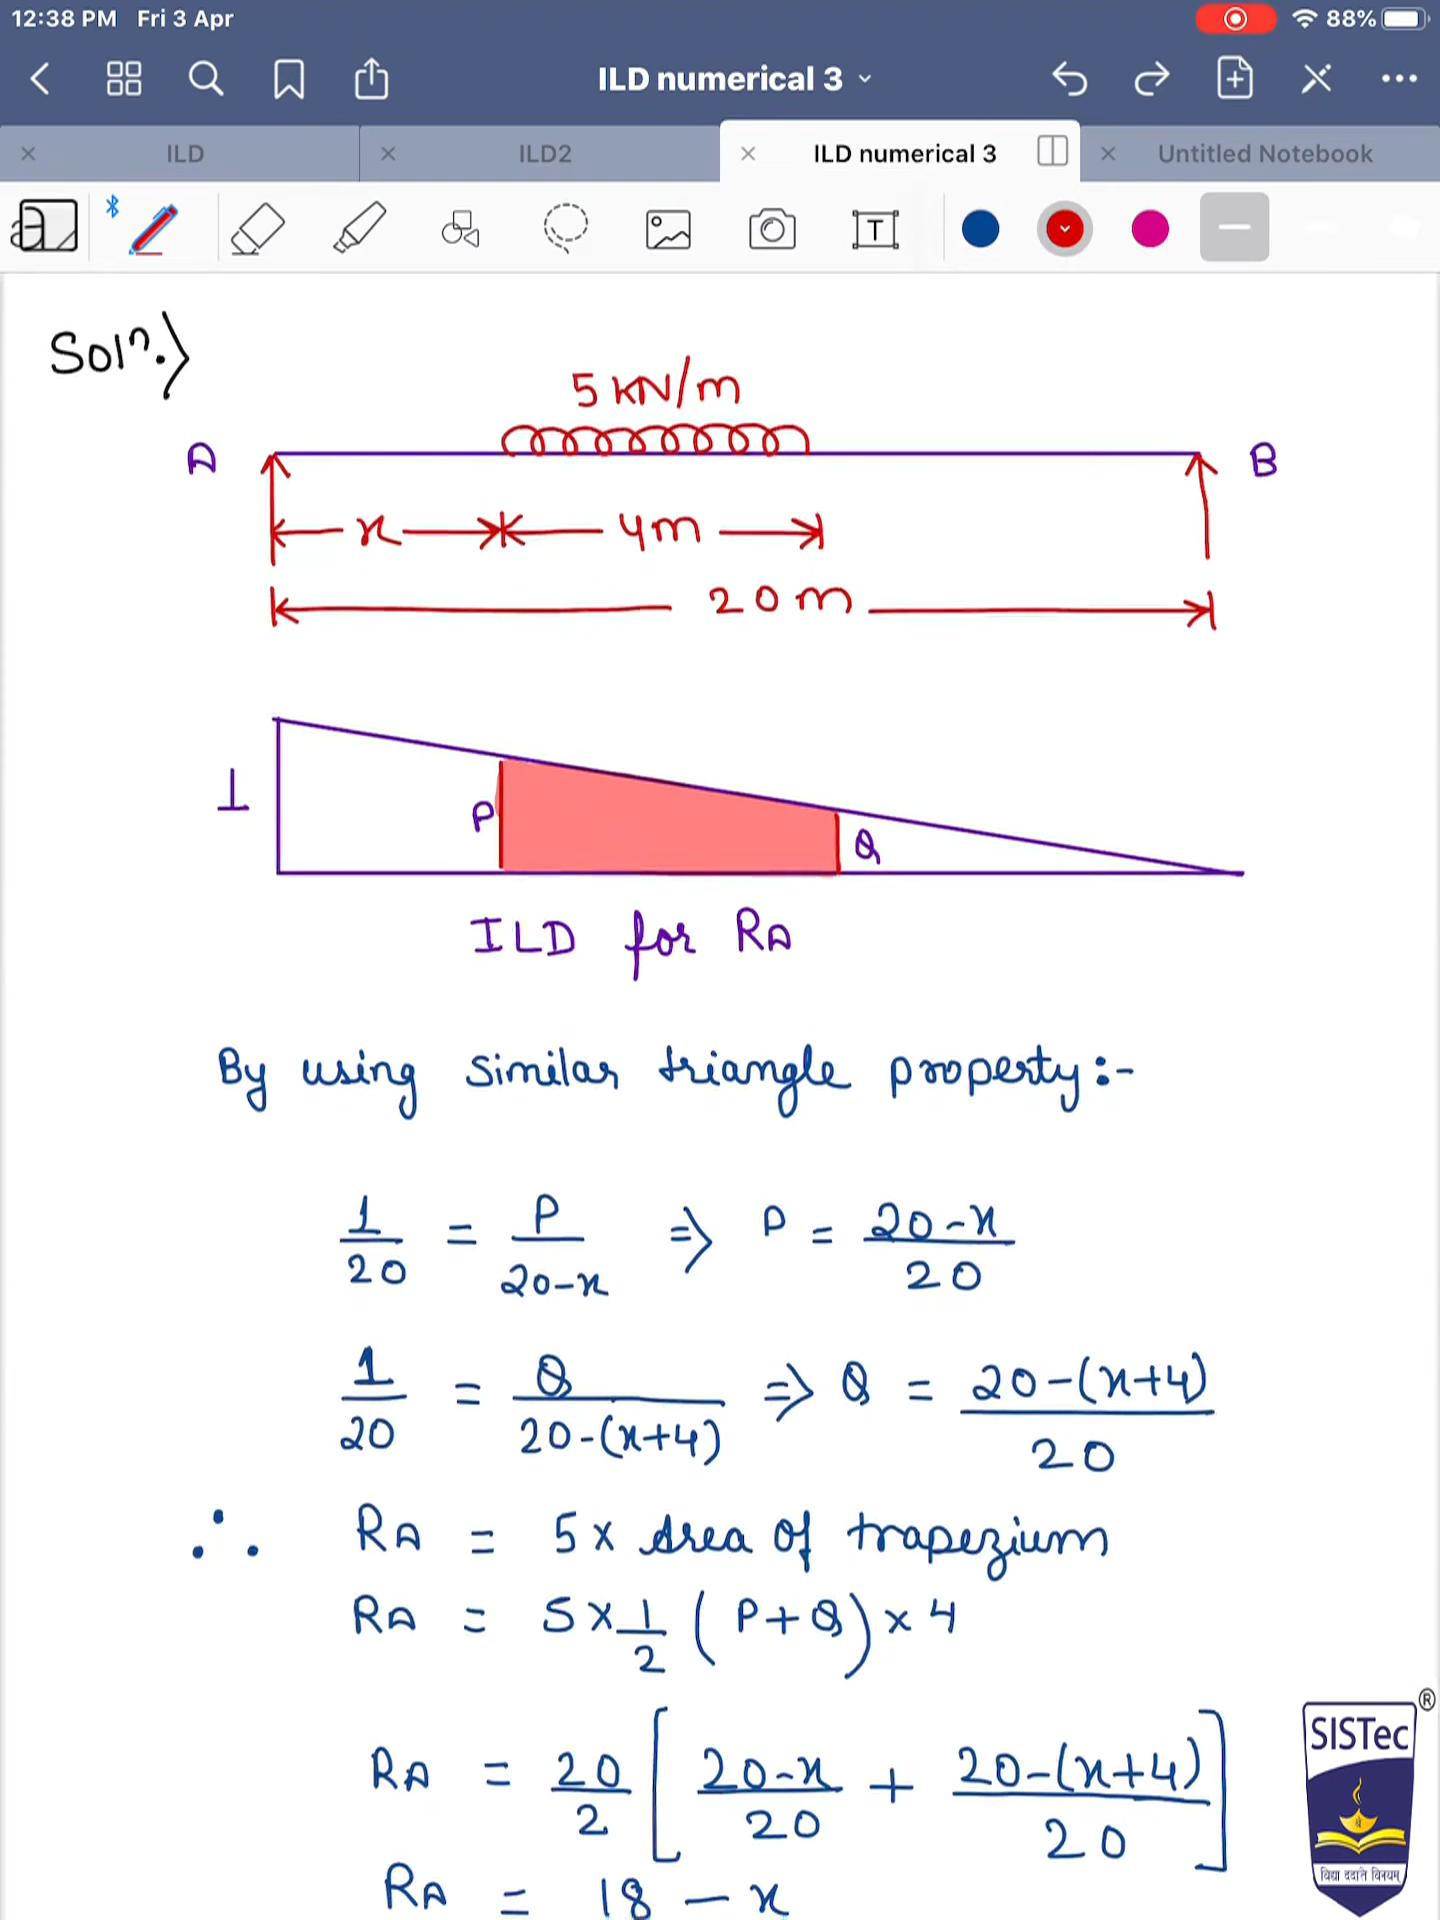 12:38 PM Fri 3 Apr 88%
ILD numerical 3
ILD ILD2 ILD numerical 3 Untitled Notebook
T
Solⁿ.⟩
5 KN/m
A B
x 4m
20 m
1 P Q
ILD for RA
By using similar triangle property:-
1/20 = P/20-x ⇒ P = 20-x/20
1/20 = Q/20-(x+4) ⇒ Q = 20-(x+4)/20
∴ RA = 5 x Area of trapezium
RA = 5 x 1/2 (P+Q) x 4
RA = 20/2 [20-x/20 + 20-(x+4)/20]
RA = 18 - x
®
SISTec
विद्या ददाति विनयम्